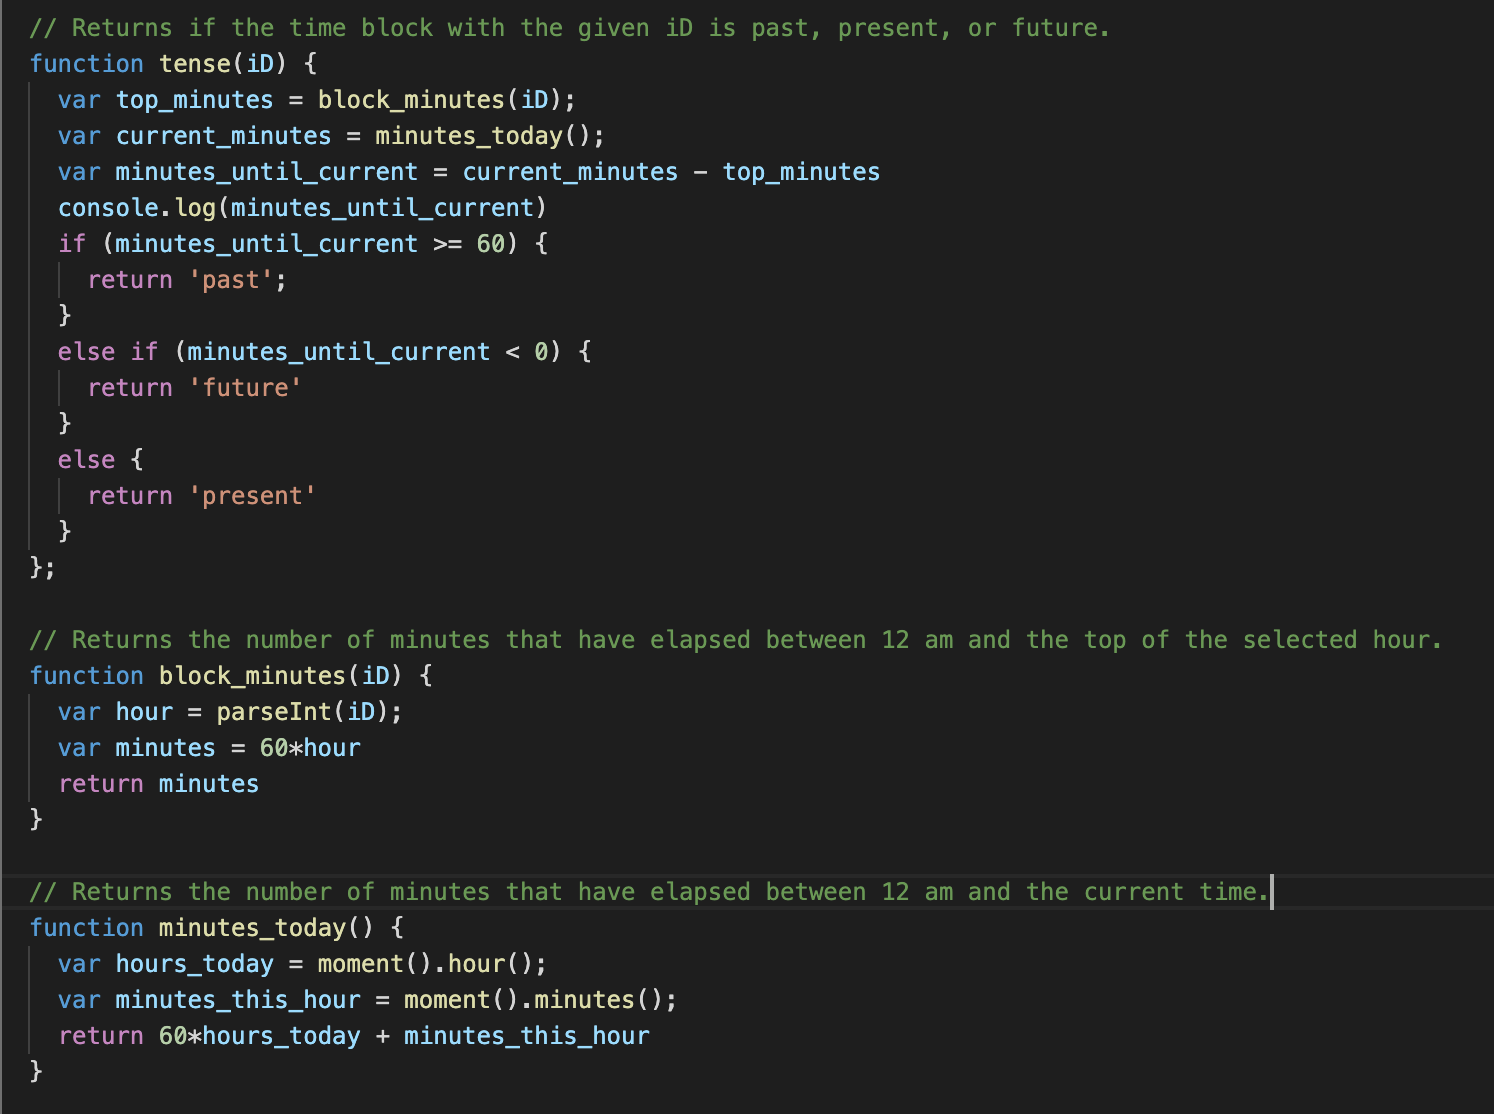 // Returns if the time block with the given iD is past, present, or future.
function tense(iD) {
  var top_minutes = block_minutes(iD);
  var current_minutes = minutes_today();
  var minutes_until_current = current_minutes - top_minutes
  console.log(minutes_until_current)
  if (minutes_until_current >= 60) {
    return 'past';
  }
  else if (minutes_until_current < 0) {
    return 'future'
  }
  else {
    return 'present'
  }
};

// Returns the number of minutes that have elapsed between 12 am and the top of the selected hour.
function block_minutes(iD) {
  var hour = parseInt(iD);
  var minutes = 60*hour
  return minutes
}

// Returns the number of minutes that have elapsed between 12 am and the current time.
function minutes_today() {
  var hours_today = moment().hour();
  var minutes_this_hour = moment().minutes();
  return 60*hours_today + minutes_this_hour
}